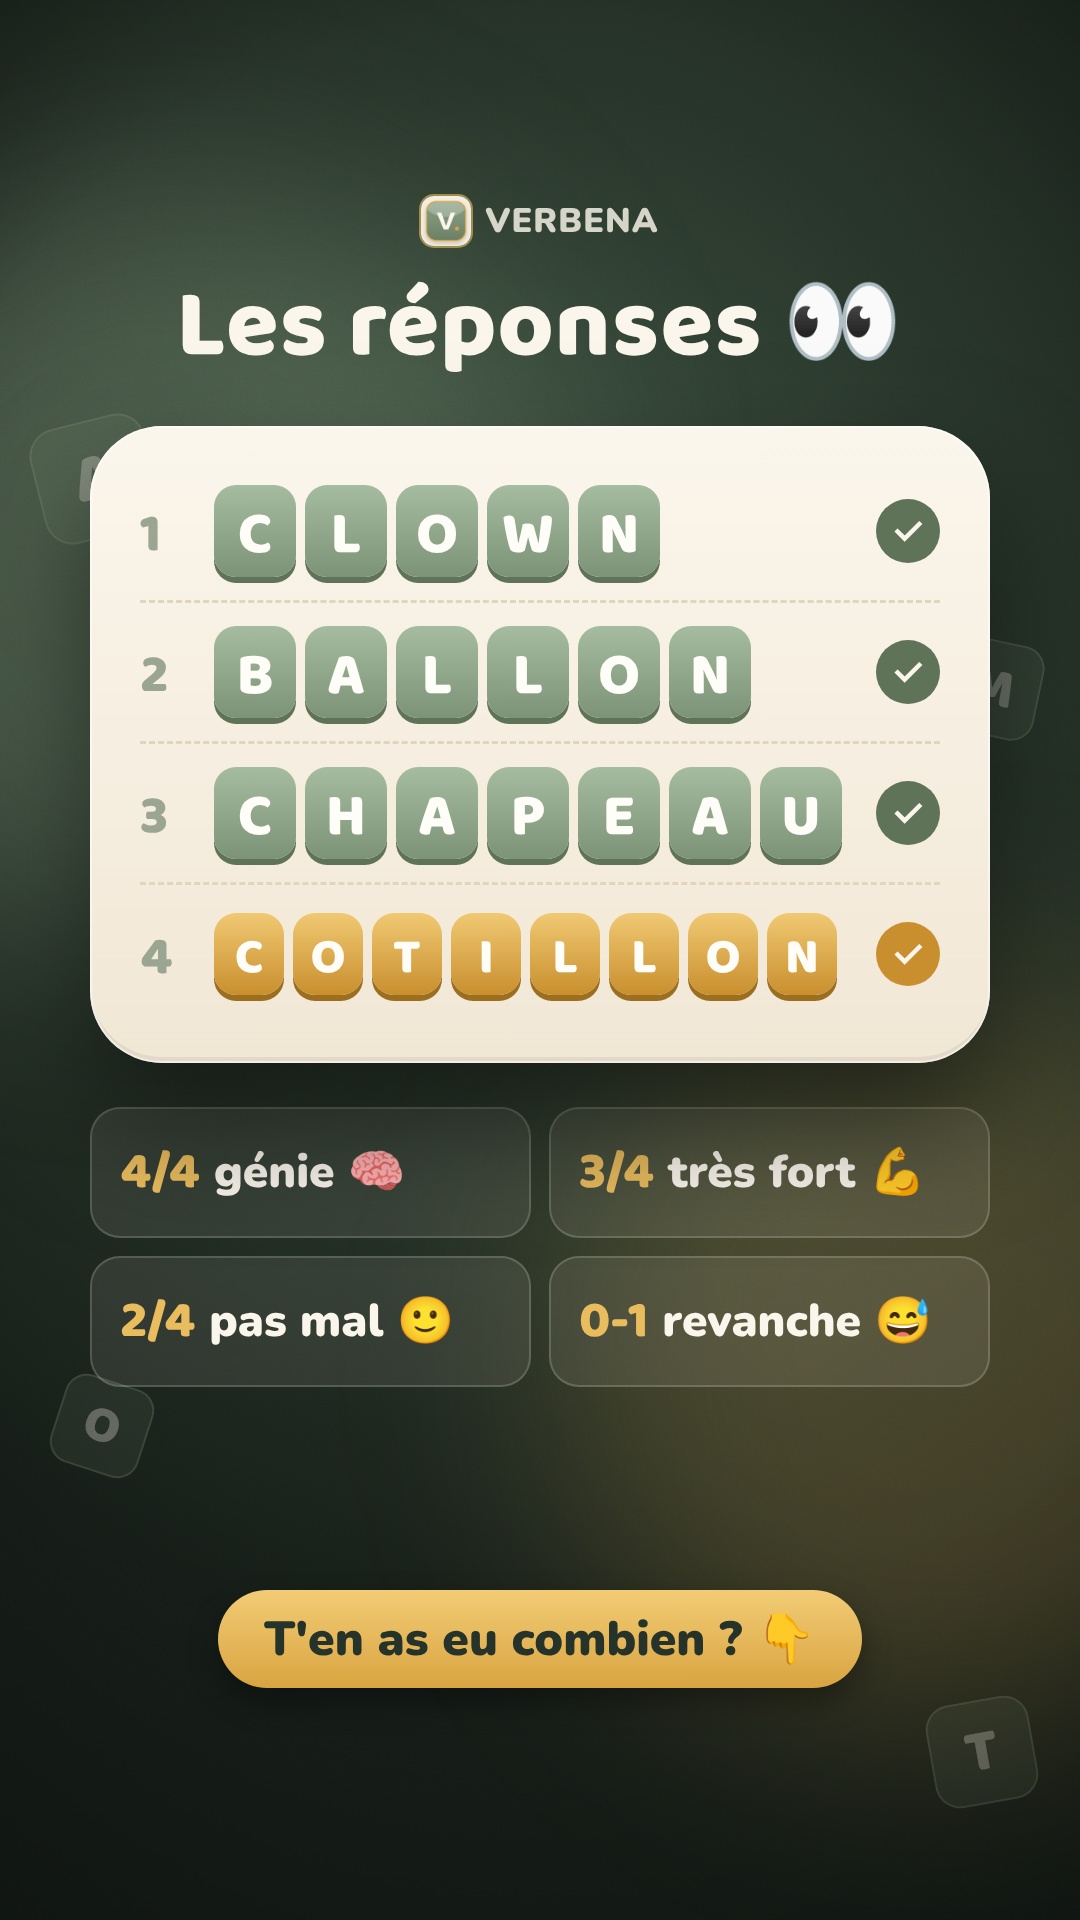 V. VERBENA
Les réponses 👀
1 CLOWN
2 BALLON
3 CHAPEAU
4 COTILLON
4/4 génie 🧠
3/4 très fort 💪
2/4 pas mal 🙂
0-1 revanche 😅
M
O
T'en as eu combien ? 👇
T